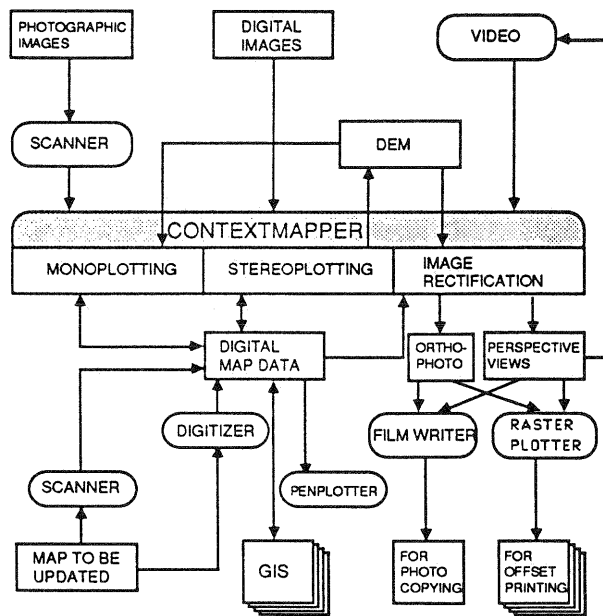 PHOTOGRAPHIC
IMAGES
DIGITAL
IMAGES
VIDEO
SCANNER
DEM
CONTEXTMAPPER
MONOPLOTTING
STEREOPLOTTING
IMAGE
RECTIFICATION
DIGITAL
MAP DATA
ORTHO-
PHOTO
PERSPECTIVE
VIEWS
DIGITIZER
FILM WRITER
RASTER
PLOTTER
SCANNER
PENPLOTTER
MAP TO BE
UPDATED
GIS
FOR
PHOTO
COPYING
FOR
OFFSET
PRINTING